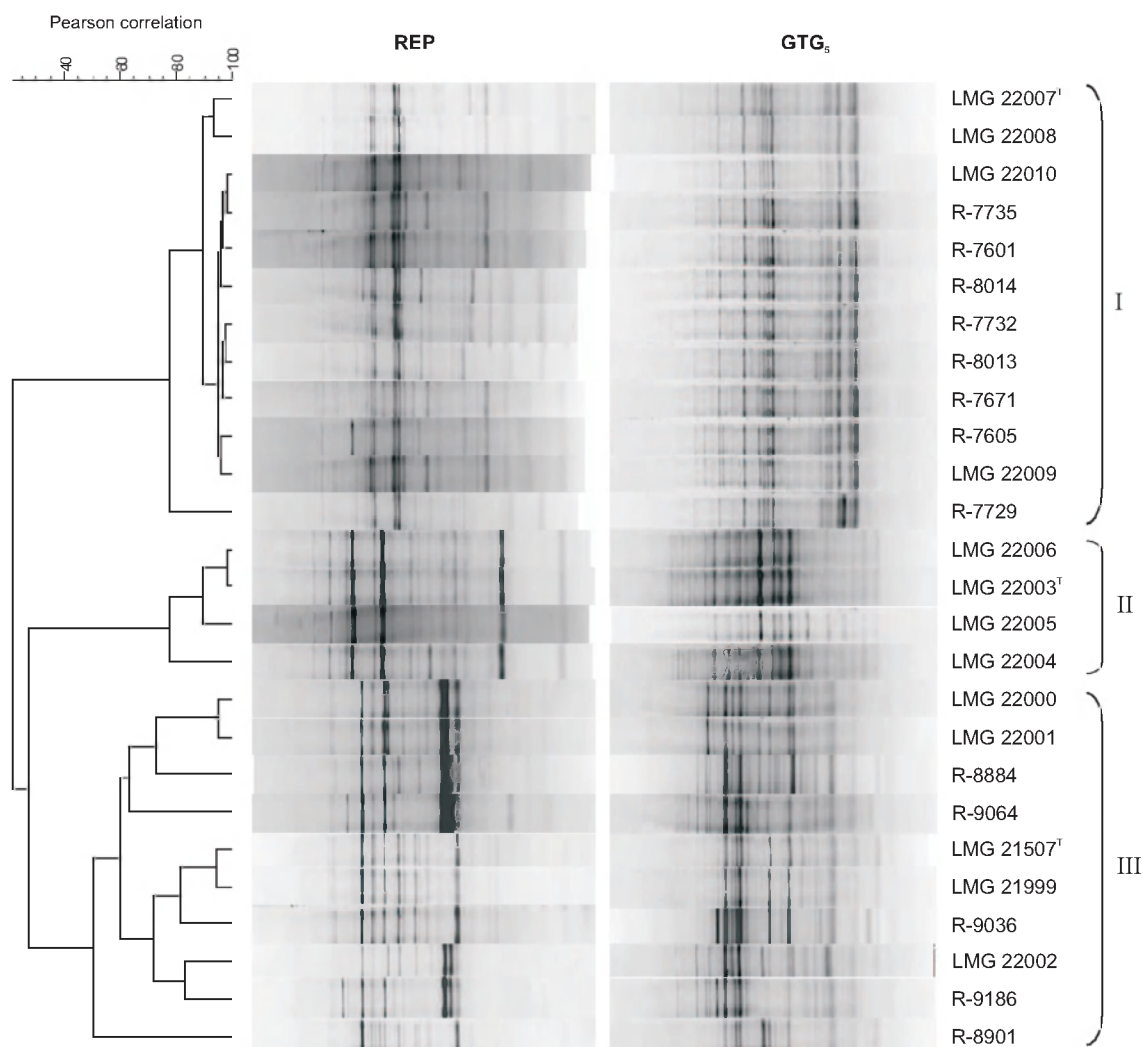 Pearson correlation
REP
GTG₅
40
60
80
100
LMG 22007ᵀ
LMG 22008
LMG 22010
R-7735
R-7601
R-8014
R-7732
R-8013
R-7671
R-7605
LMG 22009
R-7729
I
LMG 22006
LMG 22003ᵀ
LMG 22005
LMG 22004
II
LMG 22000
LMG 22001
R-8884
R-9064
LMG 21507ᵀ
LMG 21999
R-9036
LMG 22002
R-9186
R-8901
III